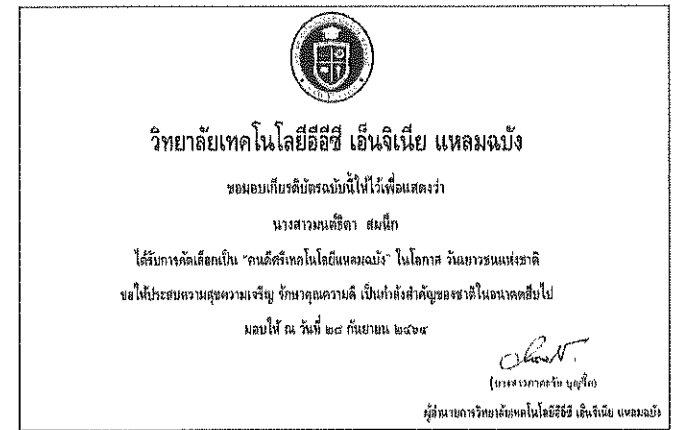 วิทยาลัยเทคโนโลยีอีอีซี เอ็นจิเนีย แหลมฉบัง
ขอมอบเกียรติบัตรฉบับนี้ให้ไว้เพื่อแสดงว่า
นางสาวมนต์ธิดา สมนึก
ได้รับการคัดเลือกเป็น "คนดีศรีเทคโนโลยีแหลมฉบัง" ในโอกาส วันเยาวชนแห่งชาติ
ขอให้ประสบความสุขความเจริญ รักษาคุณความดี เป็นกำลังสำคัญของชาติในอนาคตสืบไป
มอบให้ ณ วันที่ ๒๘ กันยายน ๒๕๖๔
ผู้อำนวยการวิทยาลัยเทคโนโลยีอีอีซี เอ็นจิเนีย แหลมฉบัง